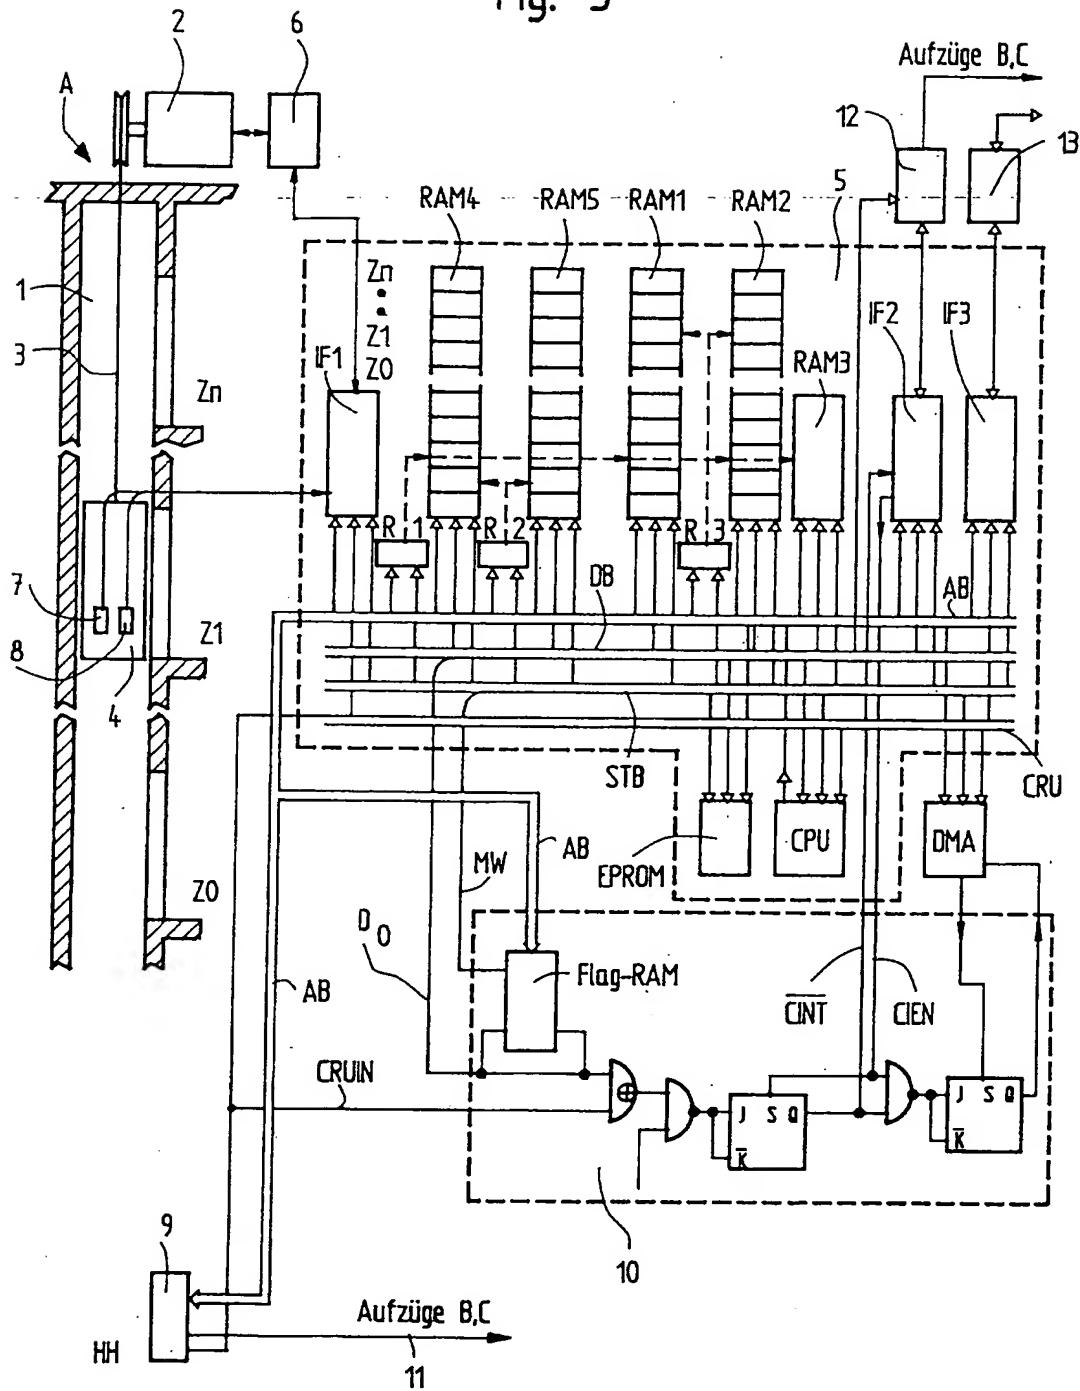 Fig. 3
2
6
Aufzüge B,C
A
12
13
RAM4
RAM5
RAM1
RAM2
5
1
3
Zn
Z1
Z0
IF1
IF2
IF3
RAM3
Zn
R 1
R 2
R 3
DB
AB
7
8
4
Z1
STB
CRU
EPROM
CPU
DMA
MW
AB
Z0
D0
Flag-RAM
AB
CINT
CIEN
CRUIN
J S Q
K
J S Q
K
10
9
Aufzüge B,C
HH
11